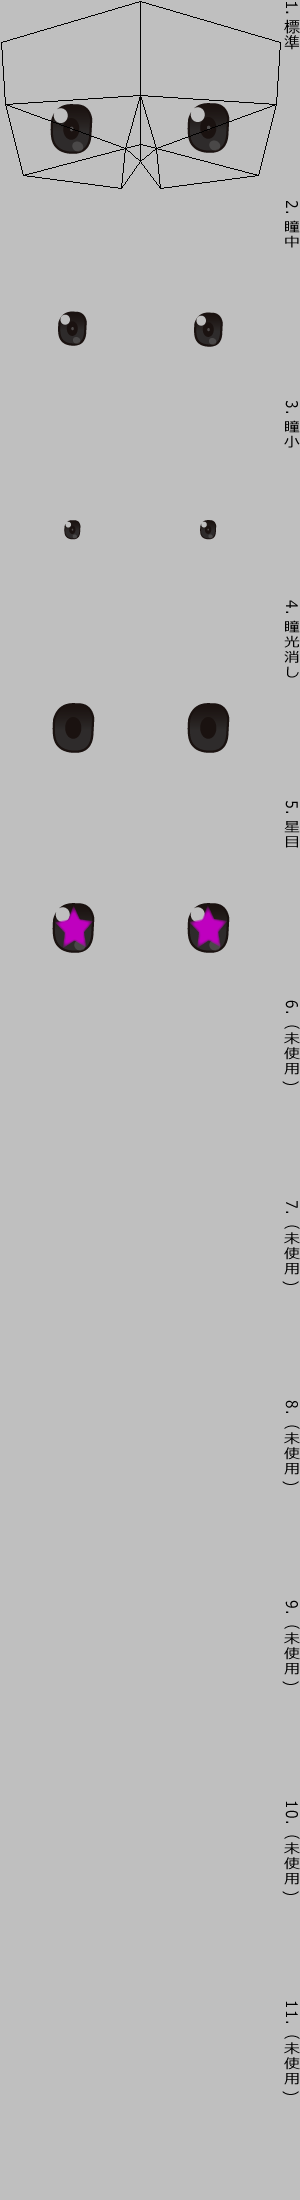 1. 標準
2. 瞳中
3. 瞳小
4. 瞳光消し
5. 星目
6. (未使用)
7. (未使用)
8. (未使用)
9. (未使用)
10. (未使用)
11. (未使用)